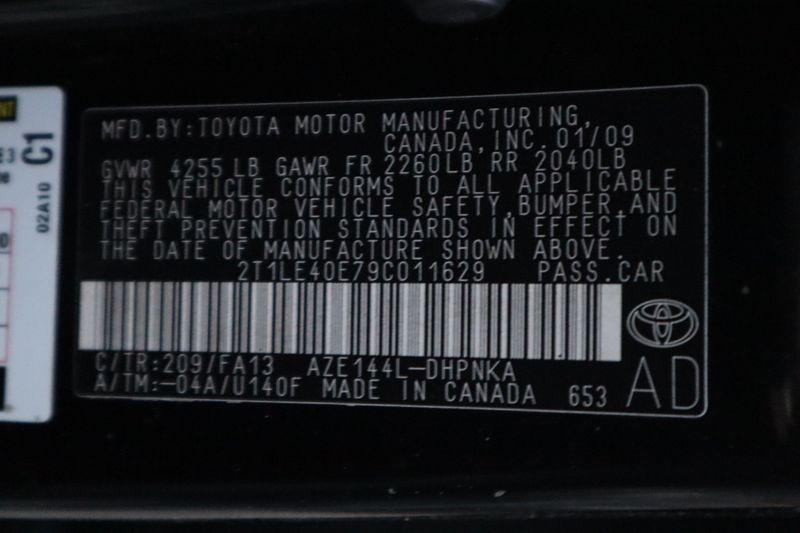 MFD.BY:TOYOTA MOTOR MANUFACTURING,
CANADA,INC.01/09
GVWR 4255 LB GAWR FR 2260LB RR 2040LB
THIS VEHICLE CONFORMS TO ALL APPLICABLE
FEDERAL MOTOR VEHICLE SAFETY,BUMPER,AND
THEFT PREVENTION STANDARDS IN EFFECT ON
THE DATE OF MANUFACTURE SHOWN ABOVE.
2T1LE40E79C011629 PASS.CAR
C/TR:209/FA13 AZE144L-DHPNKA
A/TM:-04A/U140F MADE IN CANADA 653
AD
C1
02A10